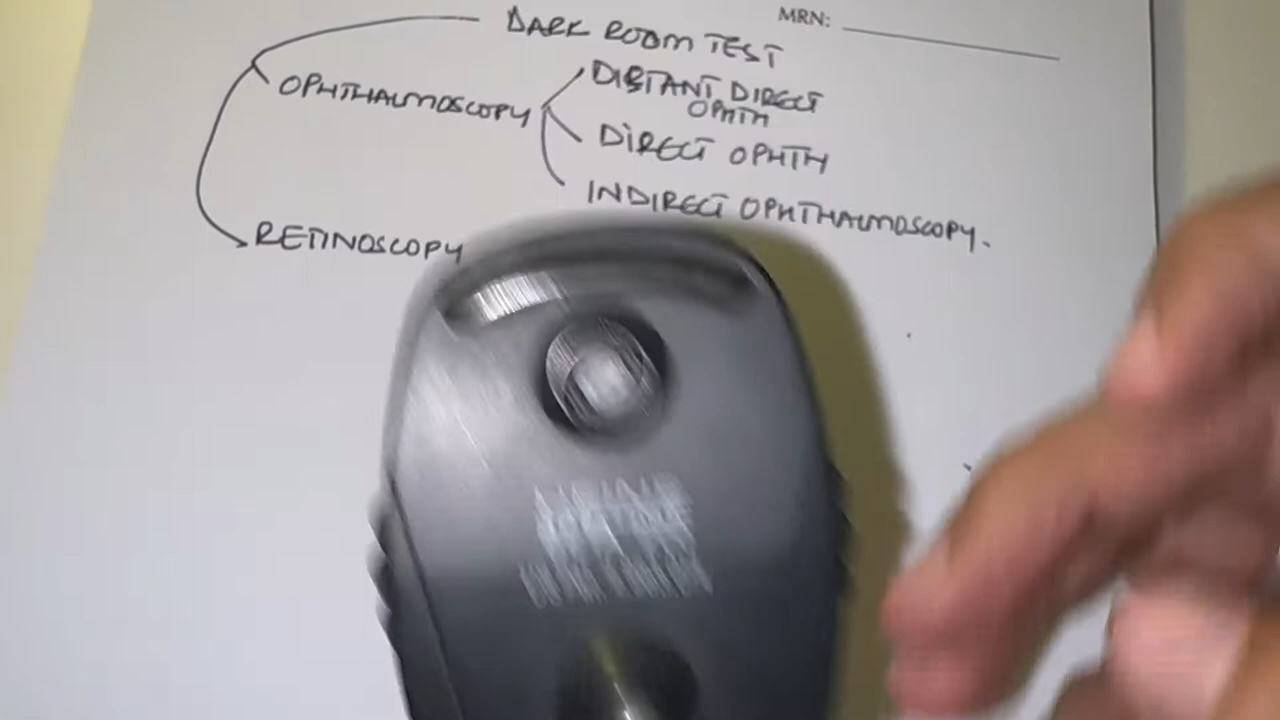 MRN:
DARK ROOM TEST
OPHTHALMOSCOPY
DISTANT DIRECT
OPHTH
DIRECT OPHTH
INDIRECT OPHTHALMOSCOPY.
RETINOSCOPY